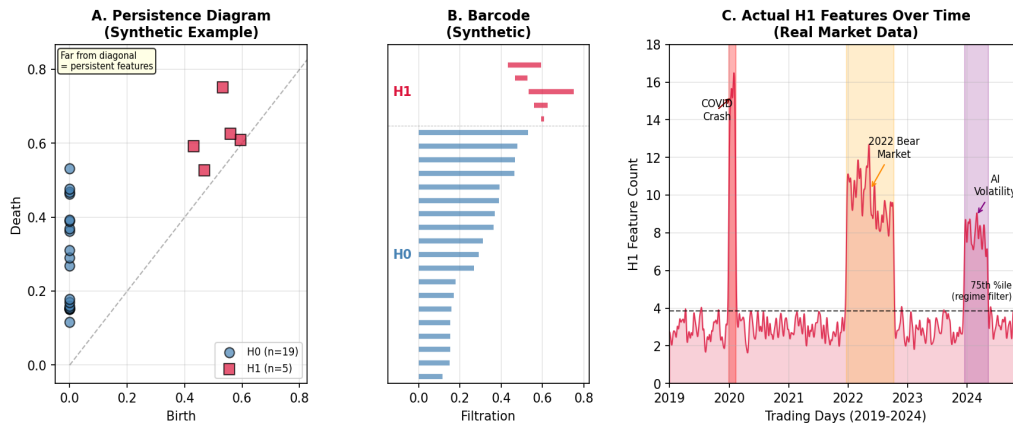 A. Persistence Diagram
(Synthetic Example)
Far from diagonal
= persistent features
0.8
0.6
0.4
0.2
0.0
Death
0.0
0.2
0.4
0.6
0.8
Birth
H0 (n=19)
H1 (n=5)
B. Barcode
(Synthetic)
H1
H0
0.0
0.2
0.4
0.6
0.8
Filtration
C. Actual H1 Features Over Time
(Real Market Data)
18
16
14
12
10
8
6
4
2
0
H1 Feature Count
COVID
Crash
2022 Bear
Market
AI
Volatility
75th %ile
(regime filter)
2019
2020
2021
2022
2023
2024
Trading Days (2019-2024)